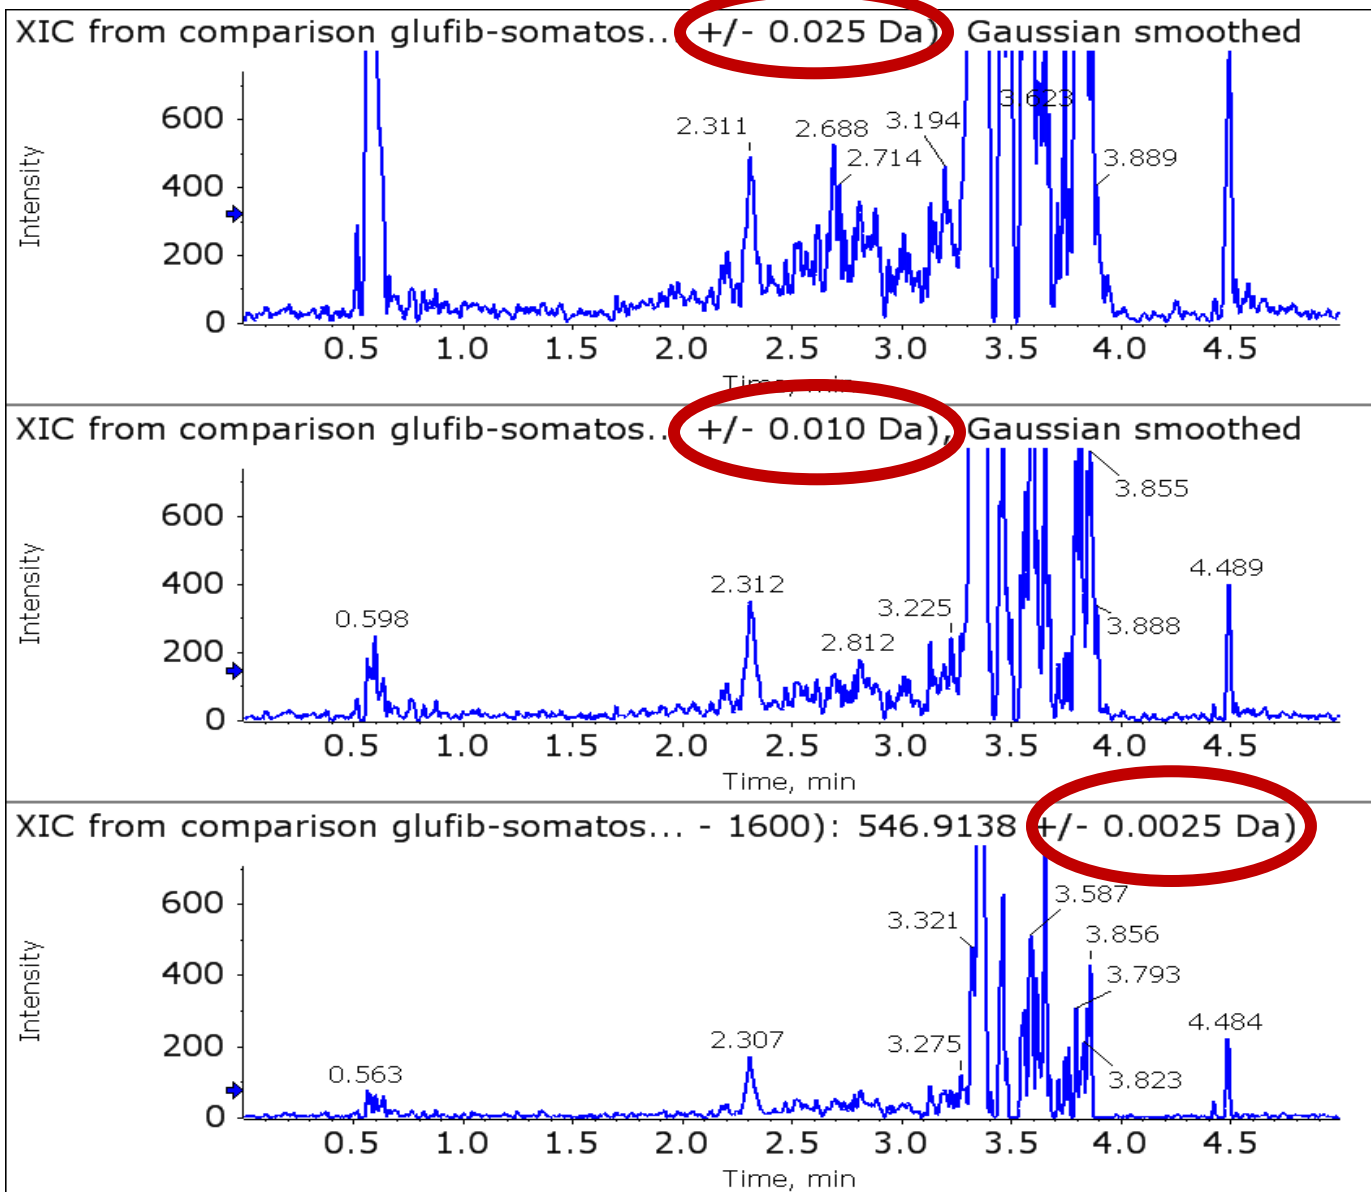 XIC from comparison glufib-somatos... +/- 0.025 Da), Gaussian smoothed
Intensity
600
400
200
0
2.311
2.688
2.714
3.194
3.623
3.889
0.5 1.0 1.5 2.0 2.5 3.0 3.5 4.0 4.5
Time, min
XIC from comparison glufib-somatos... +/- 0.010 Da), Gaussian smoothed
Intensity
600
400
200
0
0.598
2.312
2.812
3.225
3.855
3.888
4.489
0.5 1.0 1.5 2.0 2.5 3.0 3.5 4.0 4.5
Time, min
XIC from comparison glufib-somatos... - 1600): 546.9138 +/- 0.0025 Da)
Intensity
600
400
200
0
0.563
2.307
3.275
3.321
3.587
3.856
3.793
3.823
4.484
0.5 1.0 1.5 2.0 2.5 3.0 3.5 4.0 4.5
Time, min